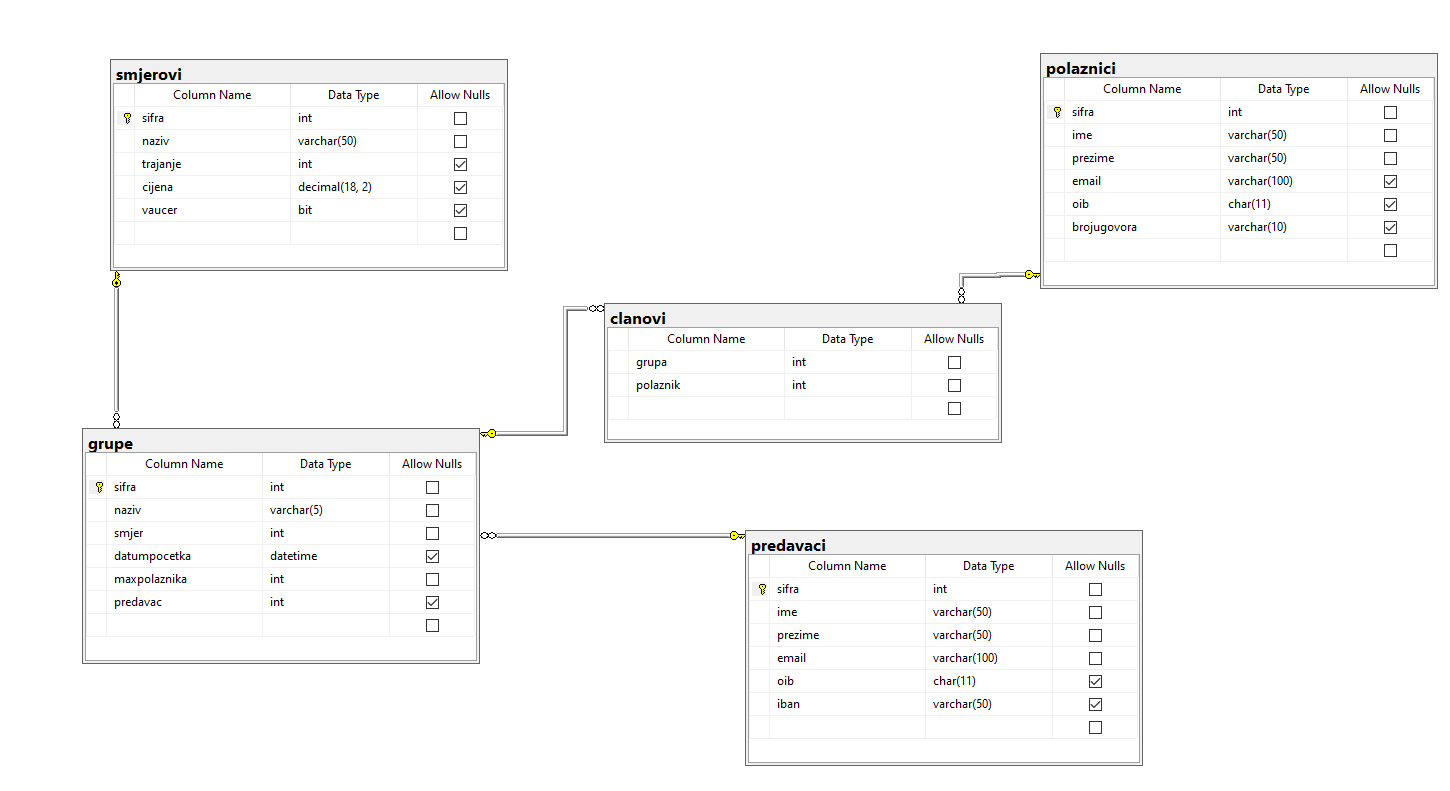 smjerovi
Column Name Data Type Allow Nulls
sifra int
naziv varchar(50)
trajanje int
cijena decimal(18, 2)
vaucer bit
polaznici
Column Name Data Type Allow Nulls
sifra int
ime varchar(50)
prezime varchar(50)
email varchar(100)
oib char(11)
brojugovora varchar(10)
clanovi
Column Name Data Type Allow Nulls
grupa int
polaznik int
grupe
Column Name Data Type Allow Nulls
sifra int
naziv varchar(5)
smjer int
datumpocetka datetime
maxpolaznika int
predavac int
predavaci
Column Name Data Type Allow Nulls
sifra int
ime varchar(50)
prezime varchar(50)
email varchar(100)
oib char(11)
iban varchar(50)